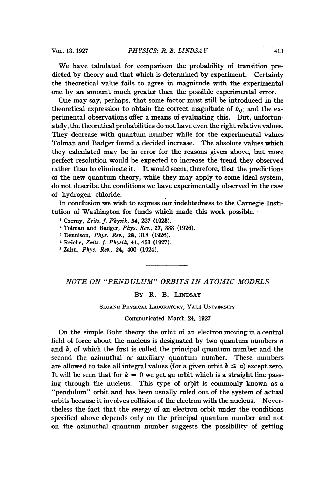 VOL. 13, 1927 PHYSICS: R. B. LINDSAY 413
We have tabulated for comparison the probability of transition pre-
dicted by theory and that which is determined by experiment. Certainly
the theoretical value fails to agree in magnitude with the experimental
one by an amount much greater than the possible experimental error.
One may say, perhaps, that some factor must still be introduced in the
theoretical expression to obtain the correct magnitude of and the ex-
perimental observations offer a means of evaluating this. But, unfortun-
ately, the theoretical probabilities do not have even the right relative values.
They decrease with quantum number while for the experimental values
Tolman and Badger found a decided increase. The absolute values which
they calculated may be in error for the reasons given above, but more
perfect resolution would be expected to increase the trend they observed
rather than to eliminate it. It would seem, therefore, that the predictions
of the new quantum theory, while they may apply to some ideal system,
do not describe the conditions we have experimentally observed in the case
of hydrogen chloride.
In conclusion we wish to express our indebtedness to the Carnegie Insti-
tution of Washington for funds which made this work possible.
Czerny, Zeits. f. Physik, 34, 227 (1925).
Tolman and Badger, Phys. Rev., 27, 383 (1926).
Dennison, Phys. Rev., 28, 318 (1926).
Reiche, Zeits. f. Physik, 41, 453 (1927).
Zahn, Phys. Rev., 24, 400 (1924).
NOTE ON "PENDULUM" ORBITS IN ATOMIC MODELS
BY R. B. LINDSAY
SLOANE PHYSICAL LABORATORY, YALE UNIVERSITY
Communicated March 24, 1927
On the simple Bohr theory the orbit of an electron moving in a central
field of force about the nucleus is designated by two quantum numbers n
and k, of which the first is called the principal quantum number and the
second the azimuthal or auxiliary quantum number. These numbers
are allowed to take all integral values (for a given orbit k ≤ n) except zero.
It will be seen that for k = 0 we get an orbit which is a straight line pass-
ing through the nucleus. This type of orbit is commonly known as a
"pendulum" orbit and has been usually ruled out of the system of actual
orbits because it involves collision of the electron with the nucleus. Never-
theless the fact that the energy of an electron orbit under the conditions
specified above depends only on the principal quantum number and not
on the azimuthal quantum number suggests the possibility of getting